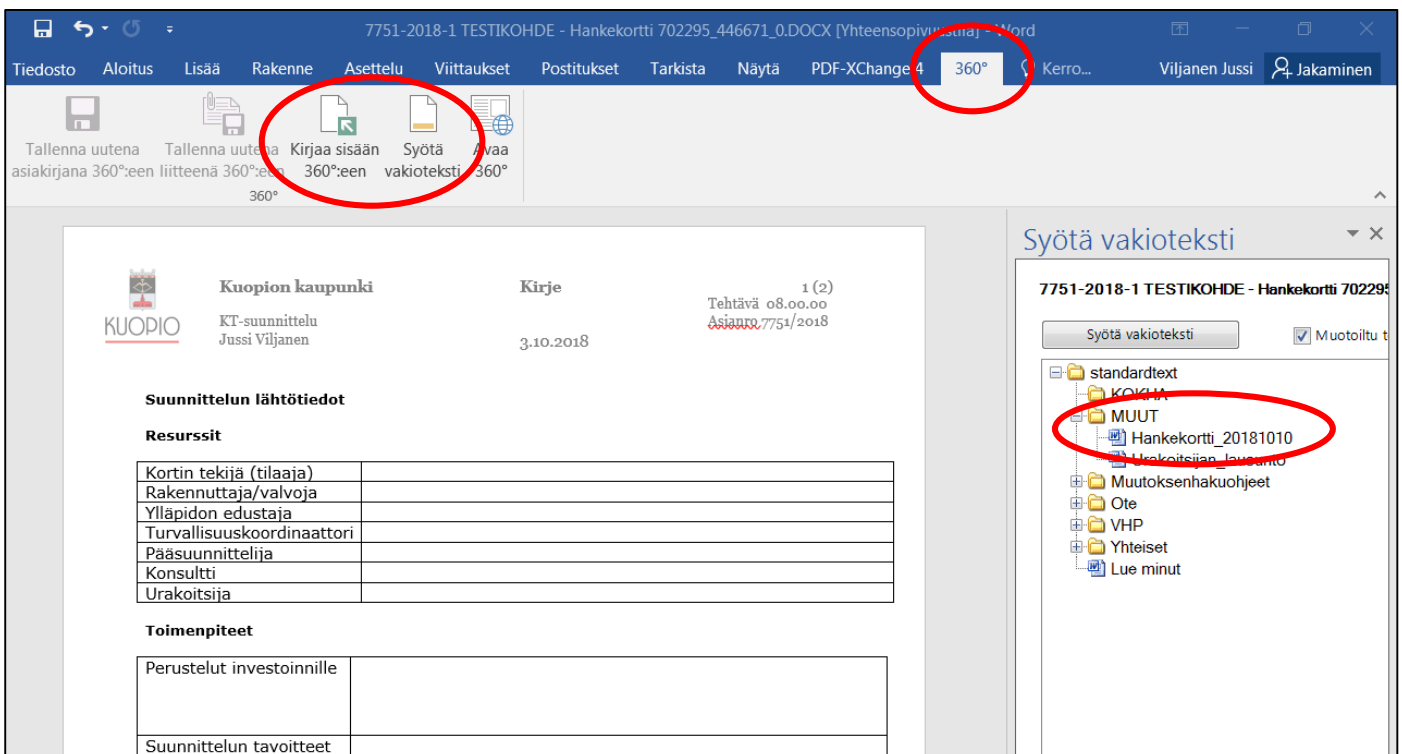 7751-2018-1 TESTIKOHDE - Hankekortti 702295_446671_0.DOCX [Yhteensopivuustila] - Word
Tiedosto Aloitus Lisää Rakenne Asettelu Viittaukset Postitukset Tarkista Näytä PDF-XChange 4 360° Kerro... Viljanen Jussi Jakaminen
Tallenna uutena Tallenna uutena Kirjaa sisään Syötä Avaa
asiakirjana 360°:een liitteenä 360°:een 360°:een vakioteksti 360°
360°
Syötä vakioteksti
7751-2018-1 TESTIKOHDE - Hankekortti 702295
Syötä vakioteksti Muotoiltu t
standardtext
KOKHA
MUUT
Hankekortti_20181010
Urakoitsijan_lausunto
Muutoksenhakuohjeet
Ote
VHP
Yhteiset
Lue minut
KUOPIO
Kuopion kaupunki Kirje 1 (2)
Tehtävä 08.00.00
KT-suunnittelu Asianro 7751/2018
Jussi Viljanen 3.10.2018
Suunnittelun lähtötiedot
Resurssit
Kortin tekijä (tilaaja)
Rakennuttaja/valvoja
Ylläpidon edustaja
Turvallisuuskoordinaattori
Pääsuunnittelija
Konsultti
Urakoitsija
Toimenpiteet
Perustelut investoinnille
Suunnittelun tavoitteet